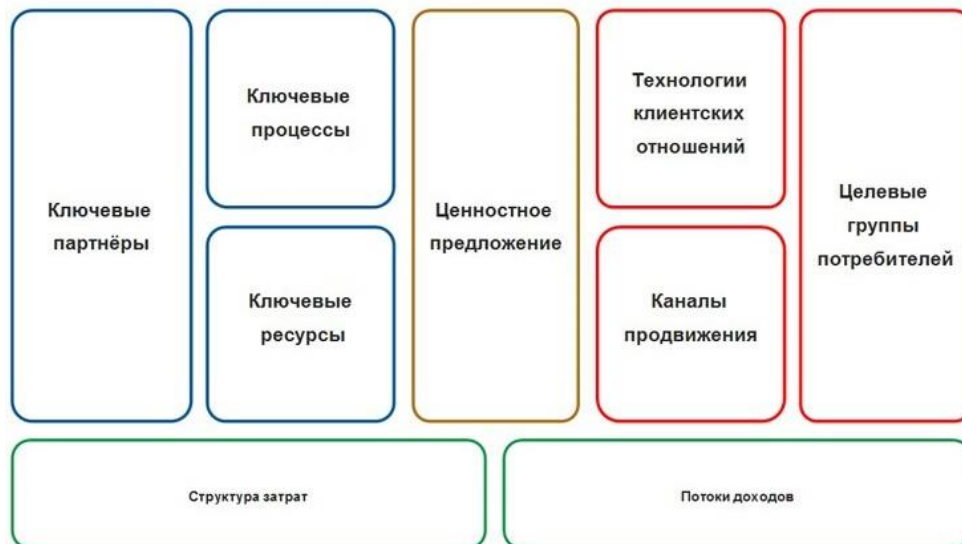 Ключевые
партнёры
Ключевые
процессы
Ключевые
ресурсы
Ценностное
предложение
Технологии
клиентских
отношений
Каналы
продвижения
Целевые
группы
потребителей
Структура затрат
Потоки доходов